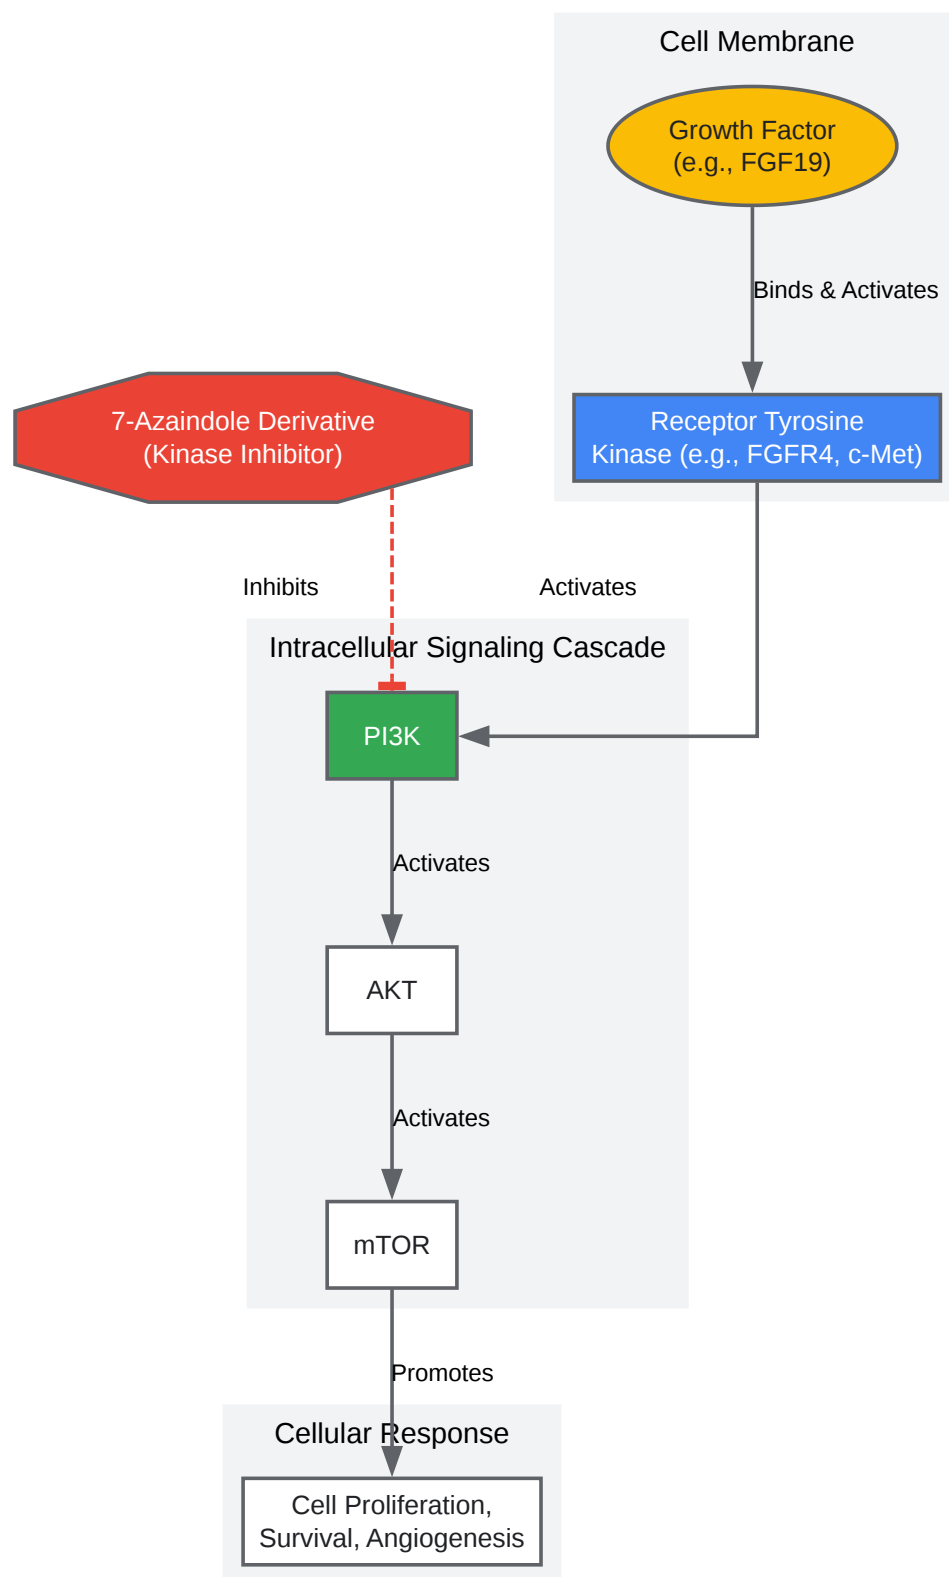 Cell Membrane
Growth Factor
(e.g., FGF19)
Binds & Activates
7-Azaindole Derivative
(Kinase Inhibitor)
Receptor Tyrosine
Kinase (e.g., FGFR4, c-Met)
Inhibits
Activates
Intracellular Signaling Cascade
PI3K
Activates
AKT
Activates
mTOR
Promotes
Cellular Response
Cell Proliferation,
Survival, Angiogenesis